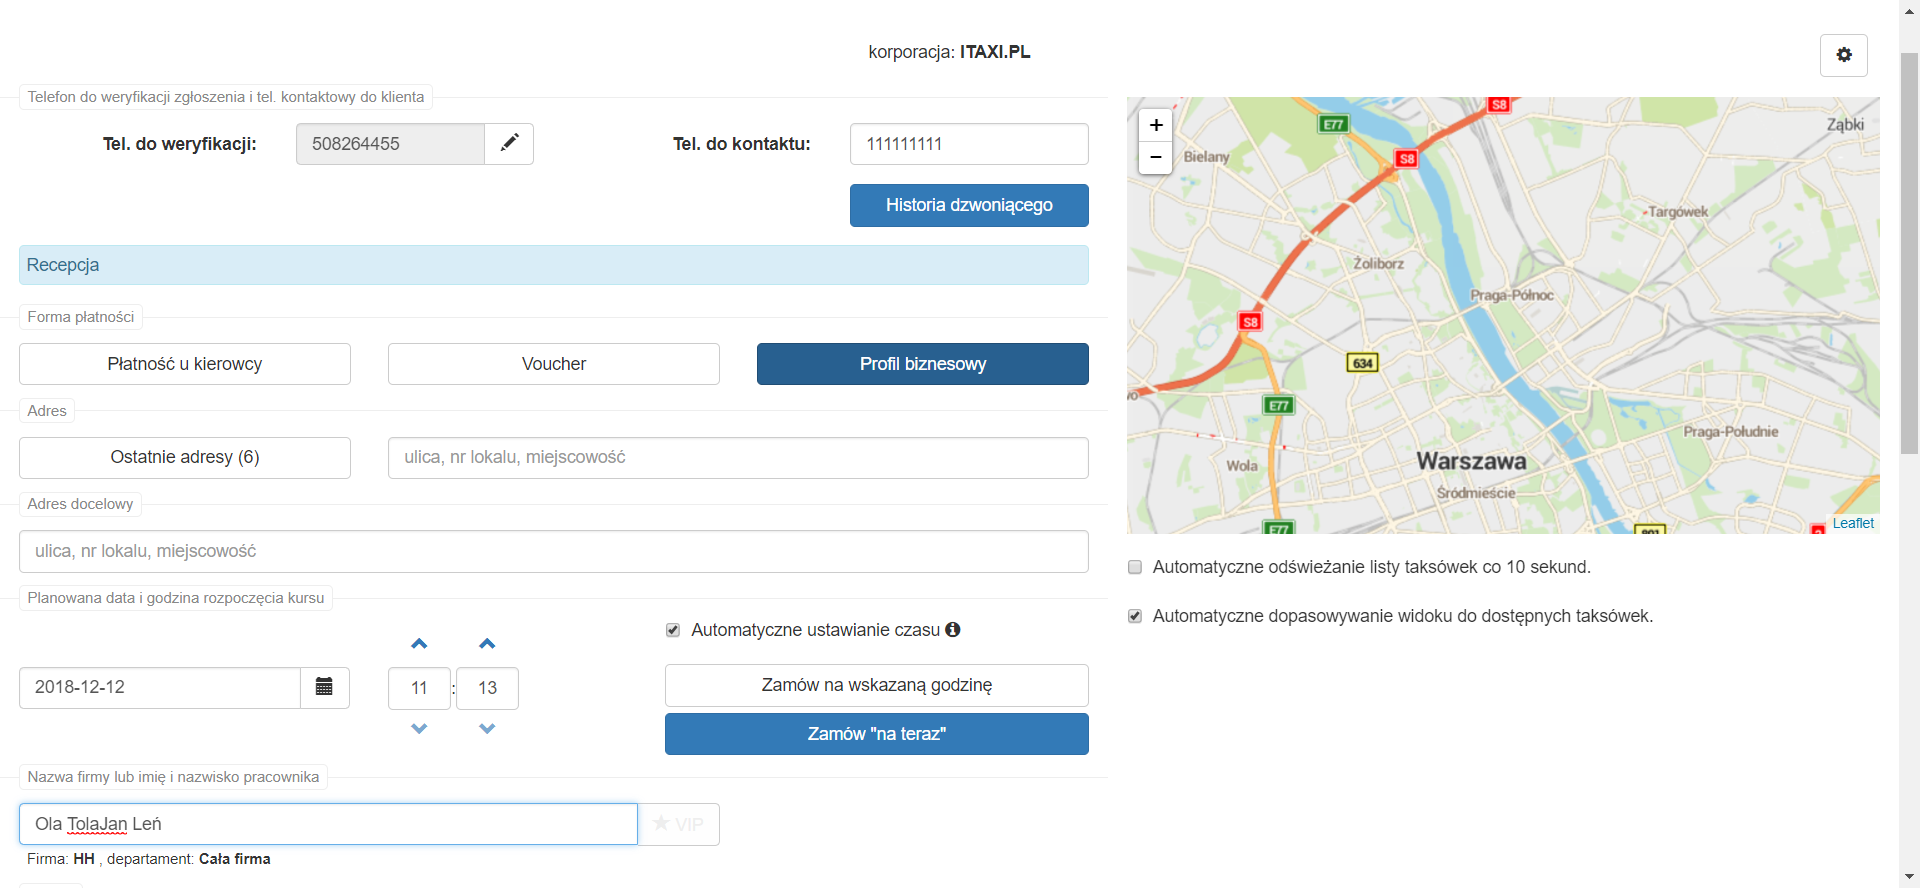 korporacja: ITAXI.PL
Telefon do weryfikacji zgłoszenia i tel. kontaktowy do klienta
Tel. do weryfikacji:
508264455
Tel. do kontaktu:
111111111
Historia dzwoniącego
Recepcja
Forma płatności
Płatność u kierowcy
Voucher
Profil biznesowy
Adres
Ostatnie adresy (6)
ulica, nr lokalu, miejscowość
Adres docelowy
ulica, nr lokalu, miejscowość
Planowana data i godzina rozpoczęcia kursu
Automatyczne ustawianie czasu
2018-12-12
11 : 13
Zamów na wskazaną godzinę
Zamów "na teraz"
Nazwa firmy lub imię i nazwisko pracownika
Ola TolaJan Leń
VIP
Firma: HH , departament: Cała firma
+
−
S8
E77
Ząbki
Bielany
S8
Targówek
Żoliborz
Praga-Północ
S8
634
E77
Praga-Południe
Warszawa
Wola
Śródmieście
E77
801
Leaflet
Automatyczne odświeżanie listy taksówek co 10 sekund.
Automatyczne dopasowywanie widoku do dostępnych taksówek.